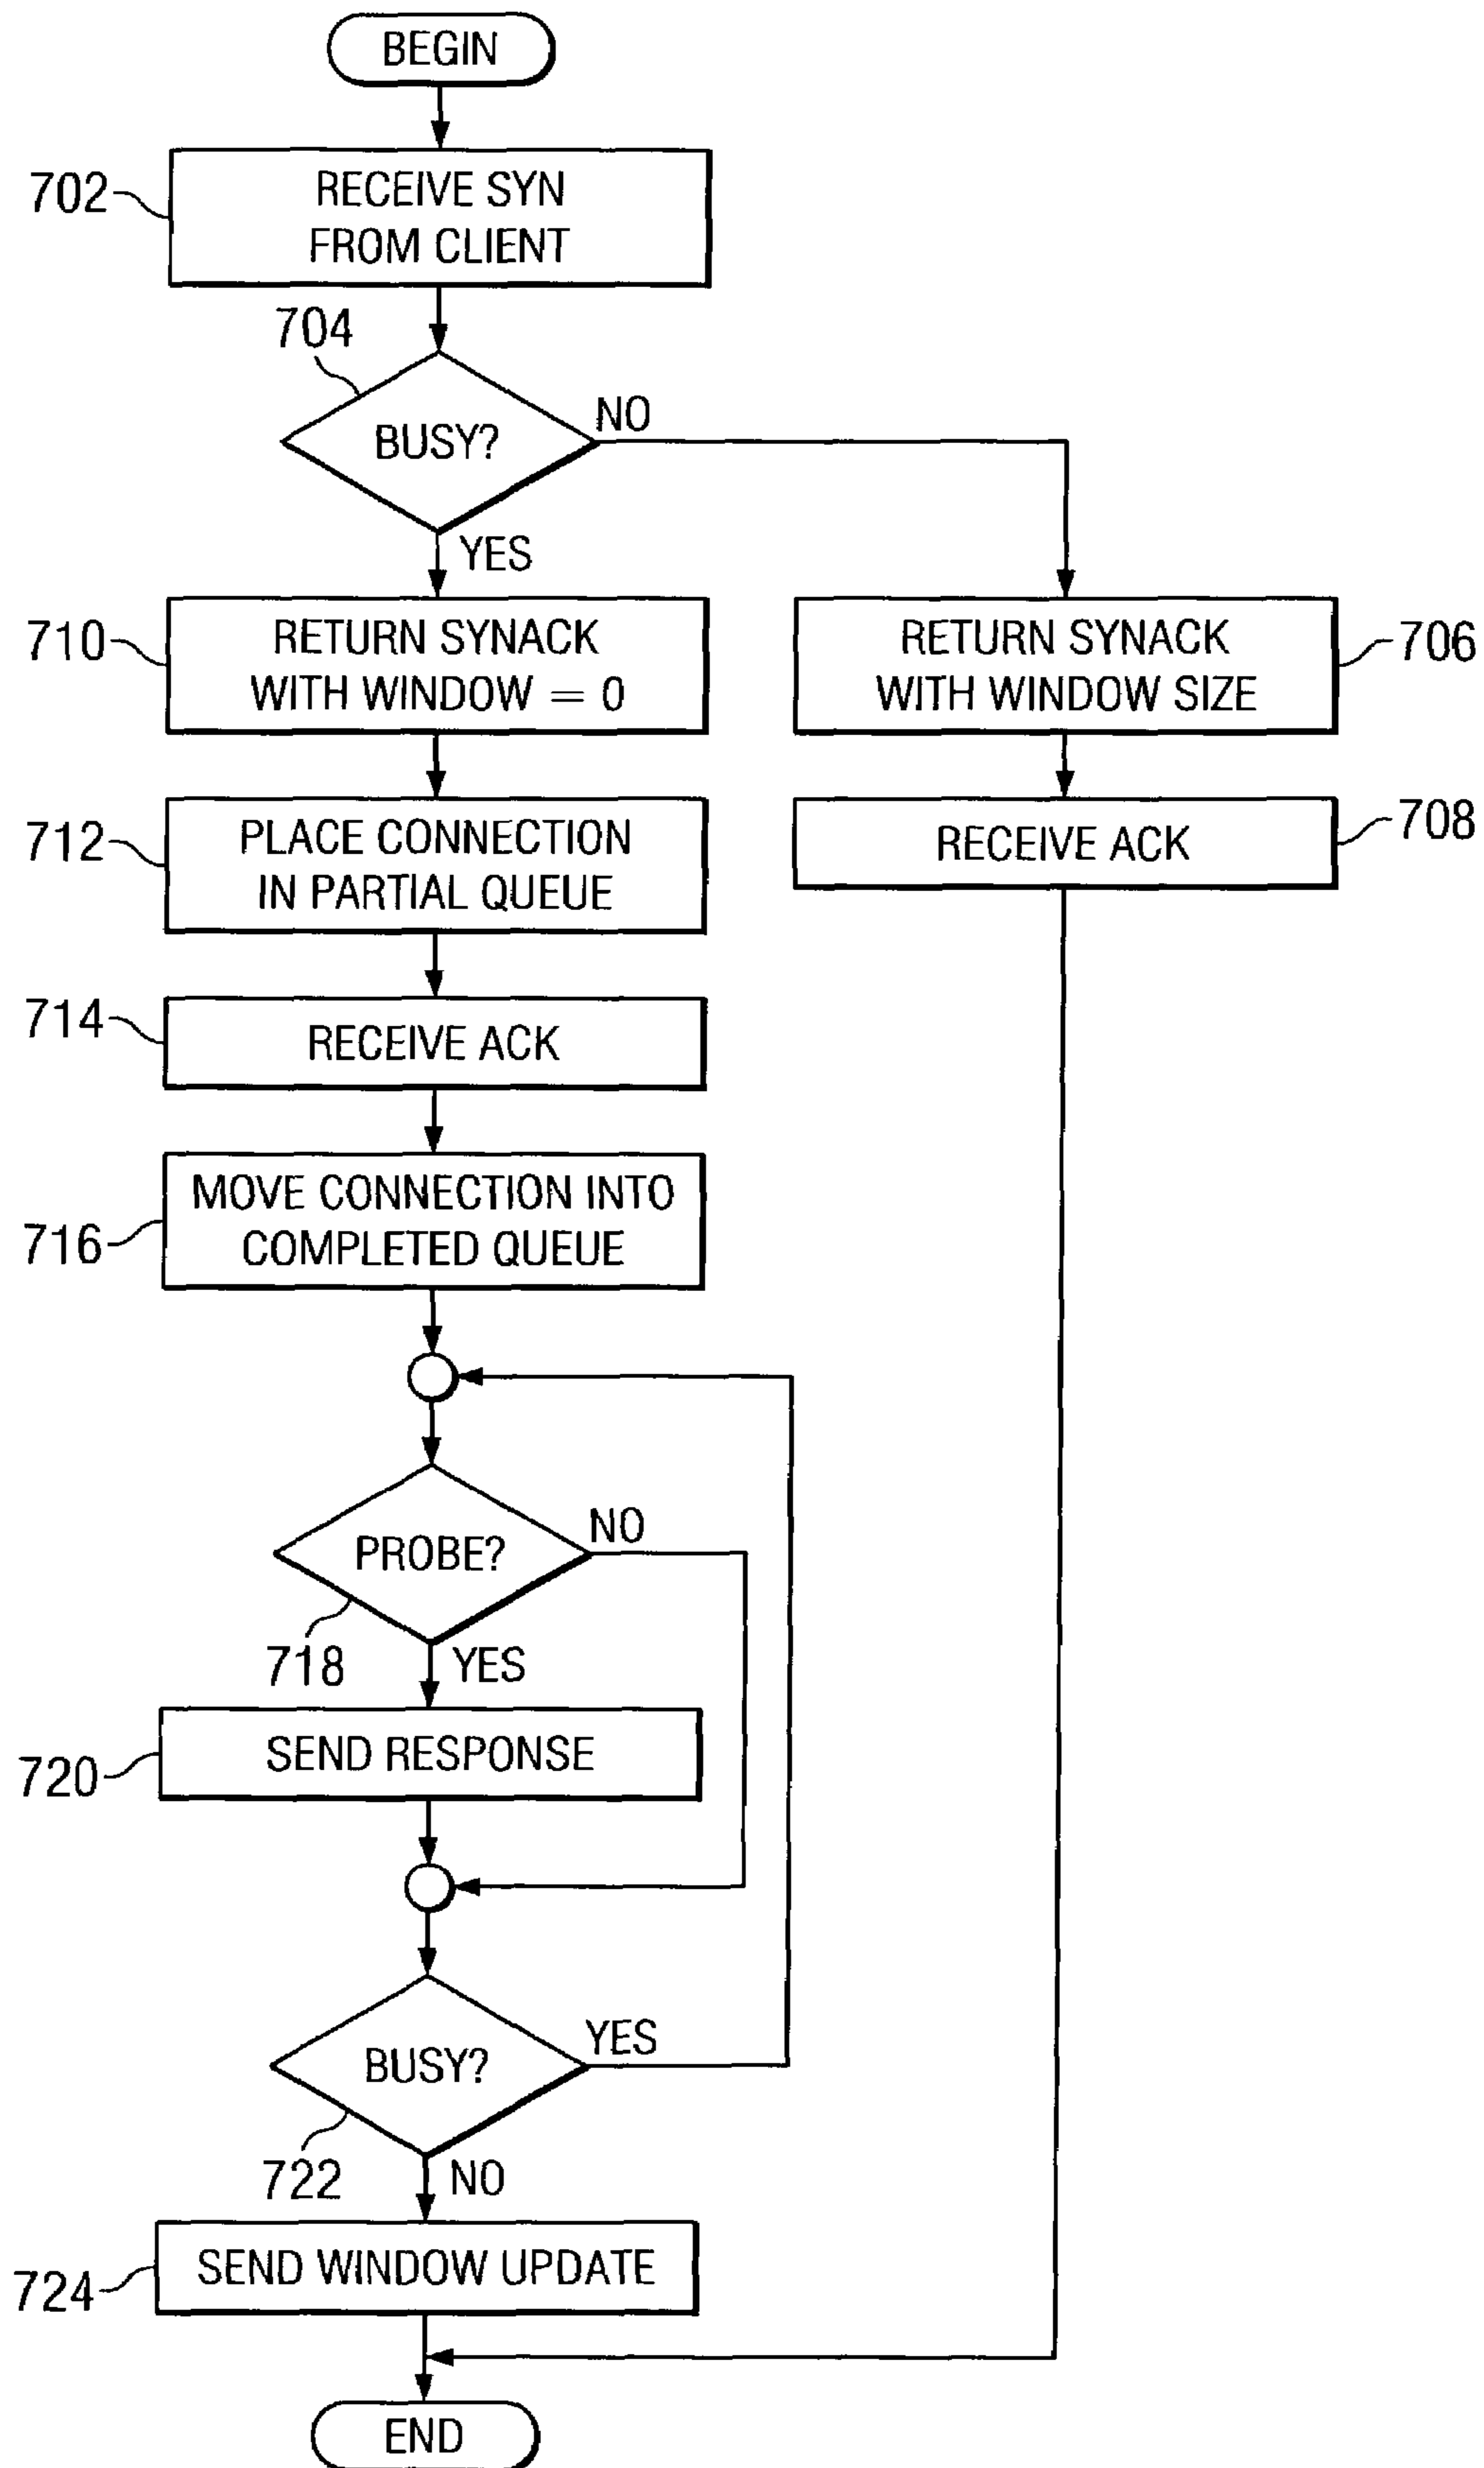 BEGIN
702
RECEIVE SYN
FROM CLIENT
704
BUSY?
NO
YES
710
RETURN SYNACK
WITH WINDOW = 0
RETURN SYNACK
WITH WINDOW SIZE
706
712
PLACE CONNECTION
IN PARTIAL QUEUE
RECEIVE ACK
708
714
RECEIVE ACK
716
MOVE CONNECTION INTO
COMPLETED QUEUE
PROBE?
NO
718
YES
720
SEND RESPONSE
BUSY?
YES
722
NO
724
SEND WINDOW UPDATE
END